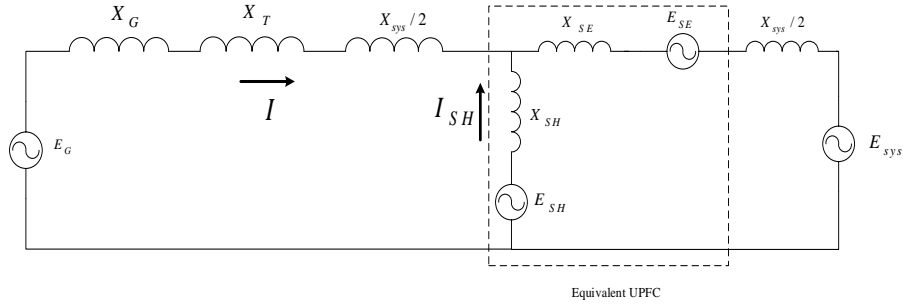 X_G
X_T
X_sys / 2
X_SE
E_SE
X_sys / 2
I
I_SH
X_SH
E_G
E_sys
E_SH
Equivalent UPFC